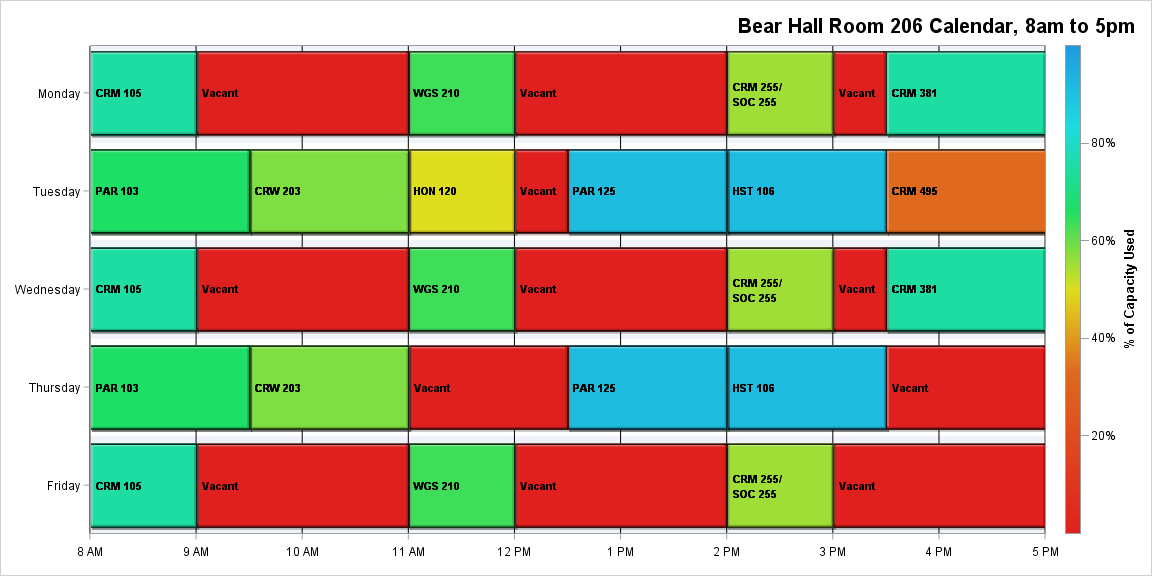 Bear Hall Room 206 Calendar, 8am to 5pm
Monday
CRM 105
Vacant
WGS 210
Vacant
CRM 255/
SOC 255
Vacant
CRM 381
Tuesday
PAR 103
CRW 203
HON 120
Vacant
PAR 125
HST 106
CRM 495
Wednesday
CRM 105
Vacant
WGS 210
Vacant
CRM 255/
SOC 255
Vacant
CRM 381
Thursday
PAR 103
CRW 203
Vacant
PAR 125
HST 106
Vacant
Friday
CRM 105
Vacant
WGS 210
Vacant
CRM 255/
SOC 255
Vacant
8 AM
9 AM
10 AM
11 AM
12 PM
1 PM
2 PM
3 PM
4 PM
5 PM
80%
60%
40%
20%
% of Capacity Used